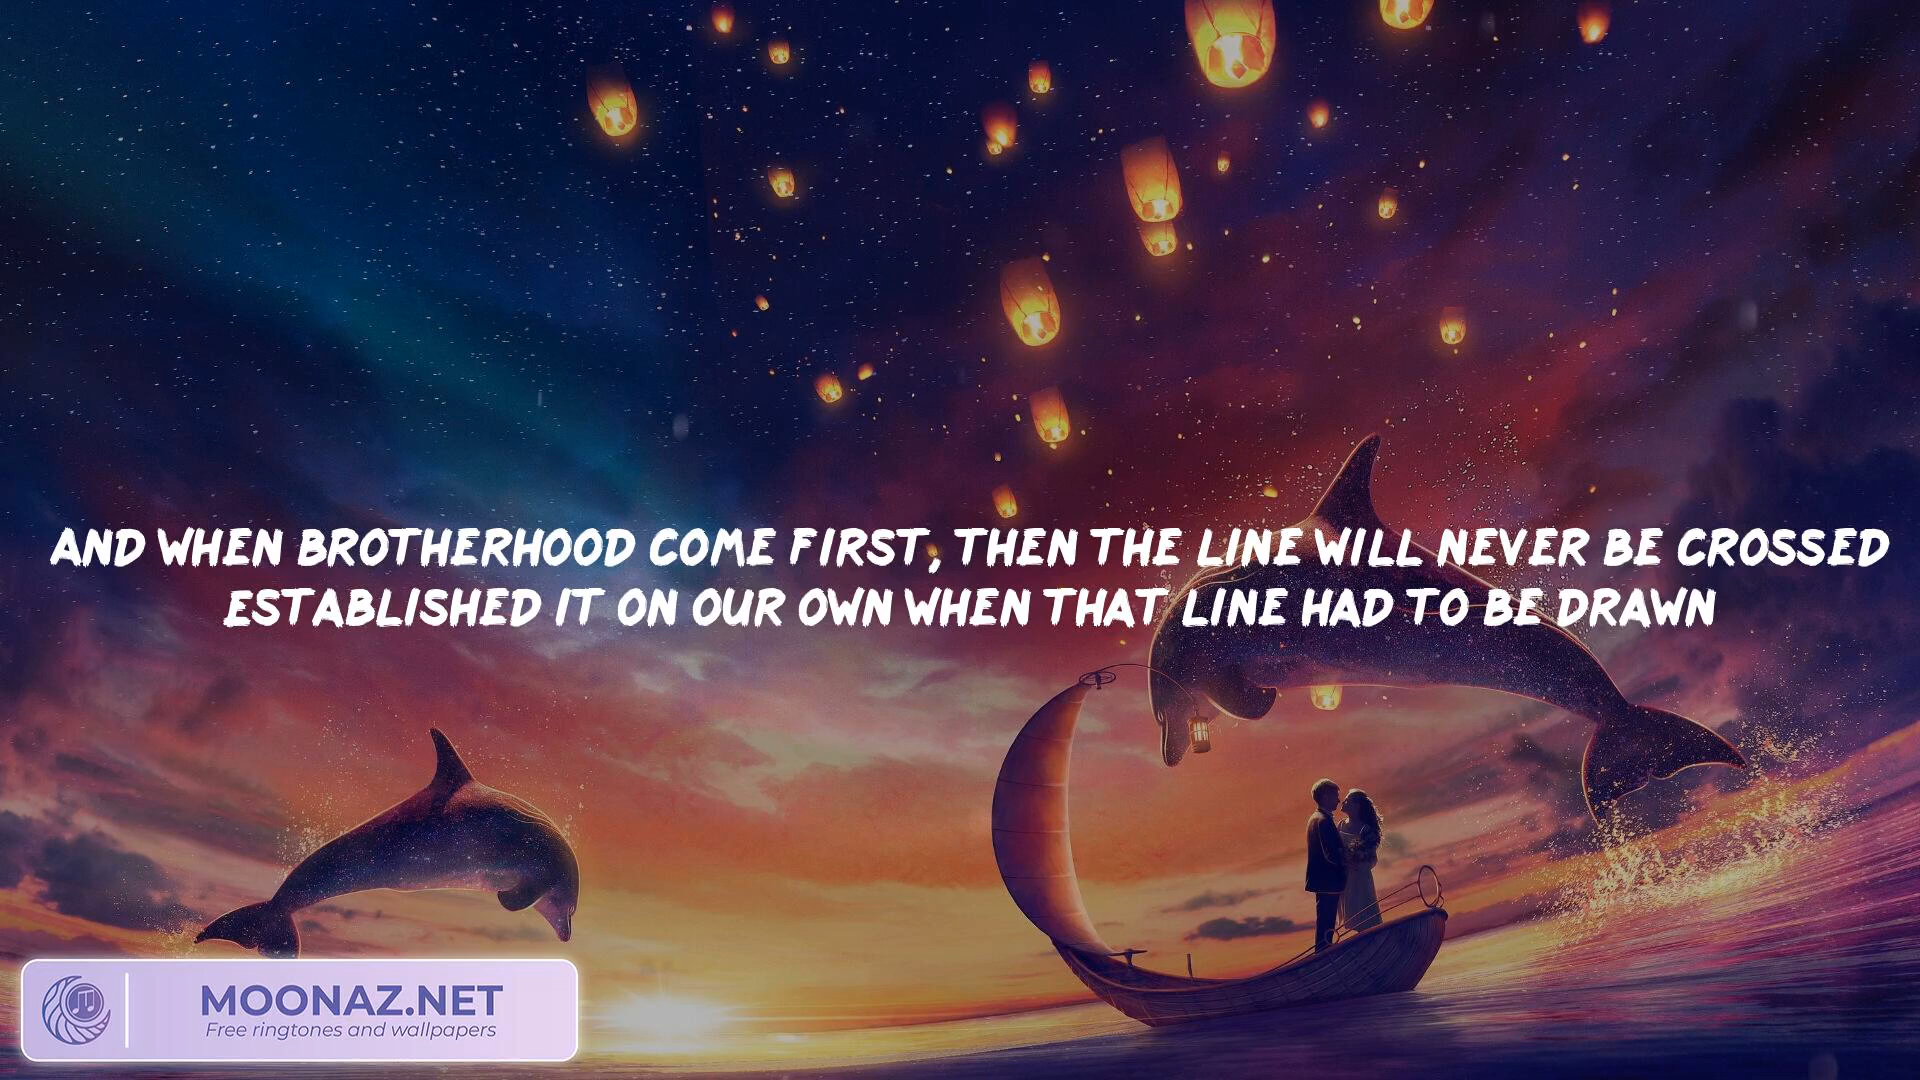 AND WHEN BROTHERHOOD COME FIRST, THEN THE LINE WILL NEVER BE CROSSED
ESTABLISHED IT ON OUR OWN WHEN THAT LINE HAD TO BE DRAWN
MOONAZ.NET
Free ringtones and wallpapers